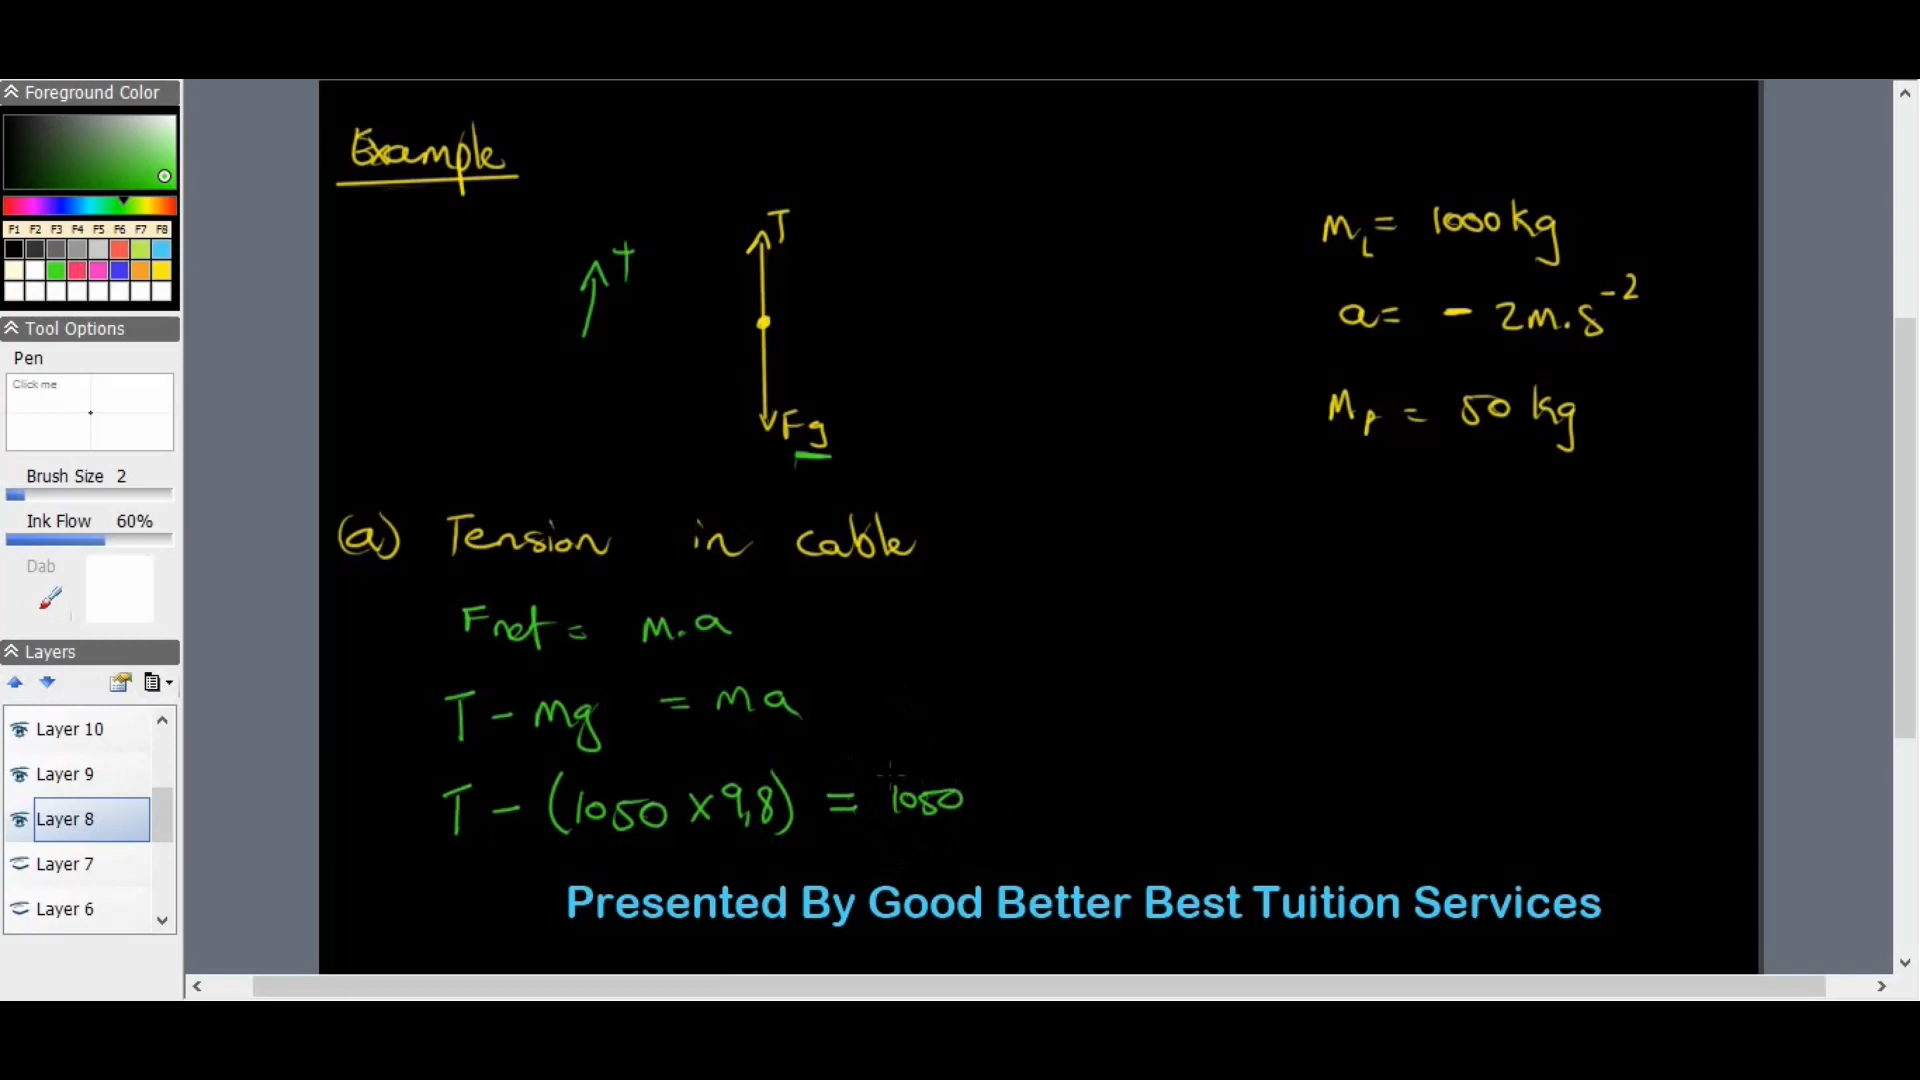 Foreground Color
F1 F2 F3 F4 F5 F6 F7 F8
Tool Options
Pen
Click me
Brush Size 2
Ink Flow 60%
Dab
Layers
Layer 10
Layer 9
Layer 8
Layer 7
Layer 6
Example
+
T
Fg
M_L = 1000 kg
a = - 2m.s⁻²
M_P = 50 kg
(a) Tension in cable
Fnet = m.a
T - mg = ma
T - (1050 x 9,8) = 1050
Presented By Good Better Best Tuition Services